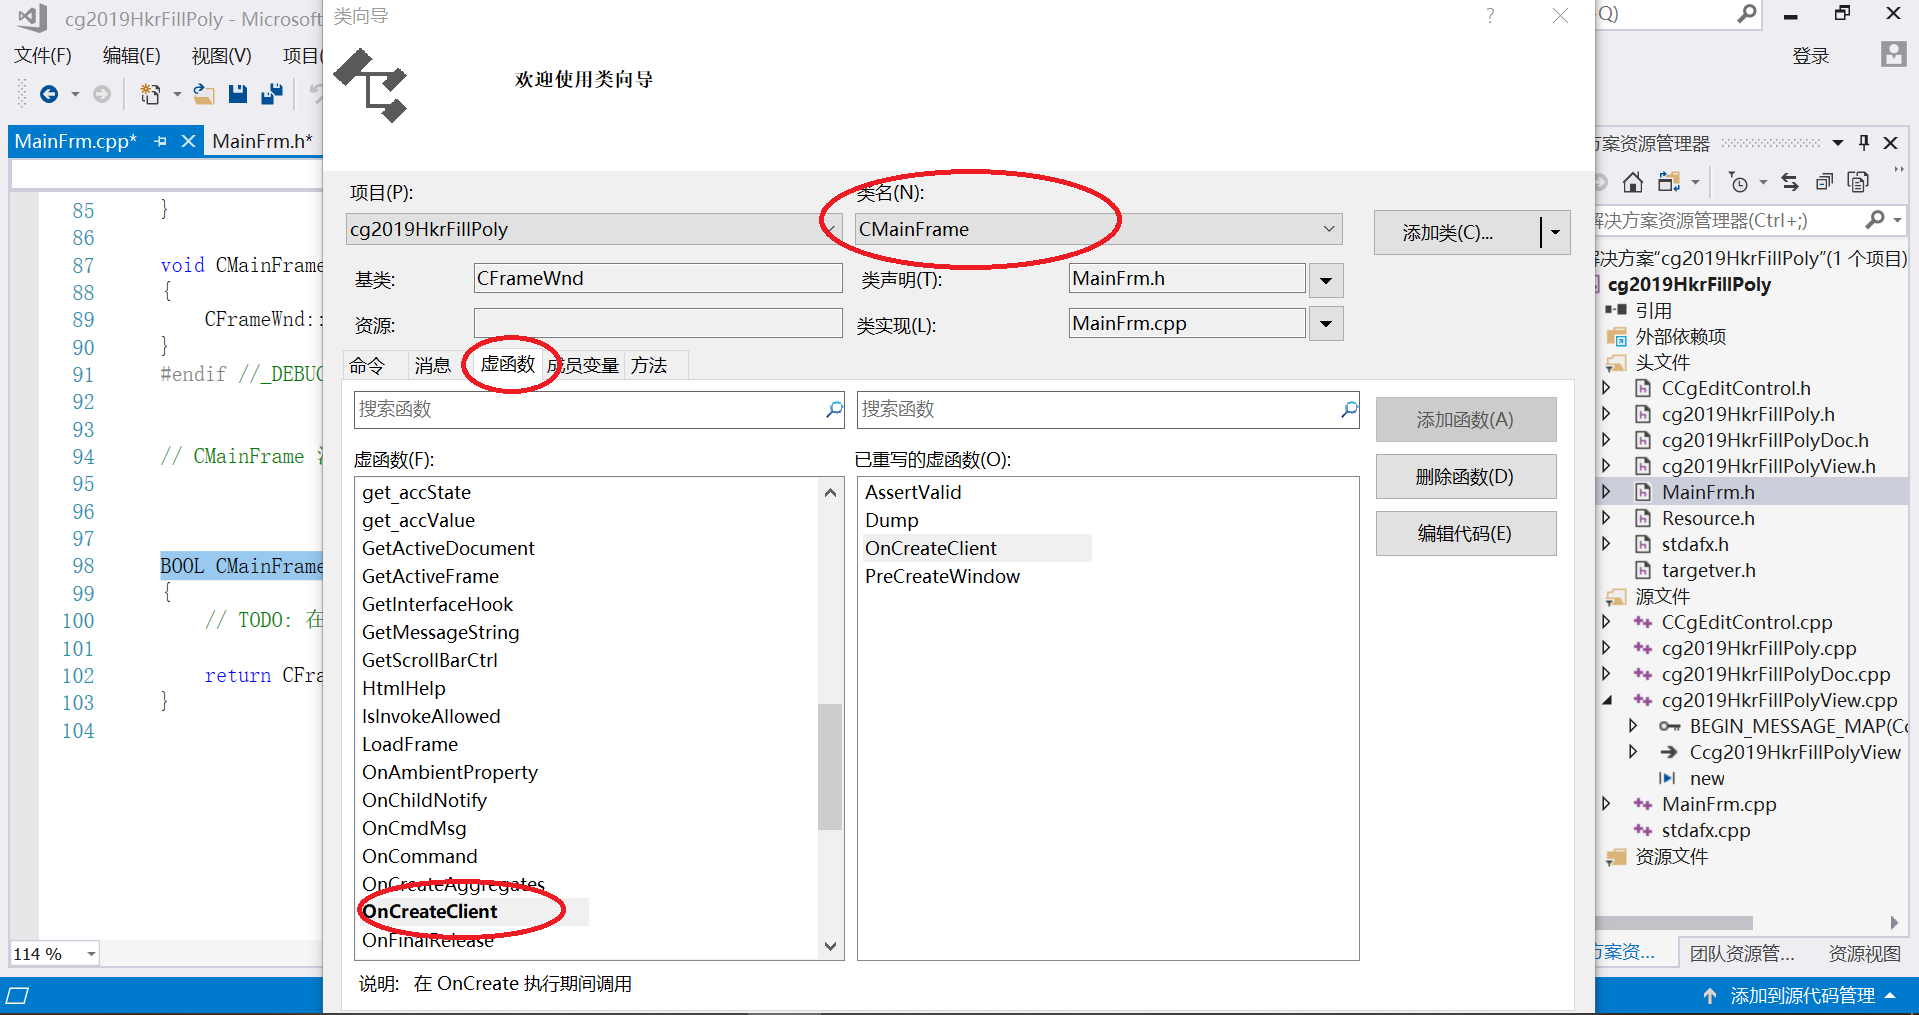 cg2019HkrFillPoly - Microsoft
类向导
?
Q)
文件(F) 编辑(E) 视图(V) 项目(
登录
欢迎使用类向导
MainFrm.cpp* MainFrm.h*
方案资源管理器
项目(P):
类名(N):
cg2019HkrFillPoly
CMainFrame
添加类(C)...
基类:
CFrameWnd
类声明(T):
MainFrm.h
资源:
类实现(L):
MainFrm.cpp
命令 消息 虚函数 成员变量 方法
搜索函数
搜索函数
添加函数(A)
删除函数(D)
编辑代码(E)
虚函数(F):
已重写的虚函数(O):
get_accState
get_accValue
GetActiveDocument
GetActiveFrame
GetInterfaceHook
GetMessageString
GetScrollBarCtrl
HtmlHelp
IsInvokeAllowed
LoadFrame
OnAmbientProperty
OnChildNotify
OnCmdMsg
OnCommand
OnCreateAggregates
OnCreateClient
OnFinalRelease
AssertValid
Dump
OnCreateClient
PreCreateWindow
说明: 在 OnCreate 执行期间调用
85 }
86
87 void CMainFrame
88 {
89 CFrameWnd::
90 }
91 #endif //_DEBUG
92
93
94 // CMainFrame
95
96
97
98 BOOL CMainFrame
99 {
100 // TODO: 在
101
102 return CFra
103 }
104
114 %
解决方案资源管理器(Ctrl+;)
解决方案"cg2019HkrFillPoly"(1 个项目)
cg2019HkrFillPoly
引用
外部依赖项
头文件
CCgEditControl.h
cg2019HkrFillPoly.h
cg2019HkrFillPolyDoc.h
cg2019HkrFillPolyView.h
MainFrm.h
Resource.h
stdafx.h
targetver.h
源文件
CCgEditControl.cpp
cg2019HkrFillPoly.cpp
cg2019HkrFillPolyDoc.cpp
cg2019HkrFillPolyView.cpp
BEGIN_MESSAGE_MAP(Cc
Ccg2019HkrFillPolyView
new
MainFrm.cpp
stdafx.cpp
资源文件
方案资... 团队资源管... 资源视图
添加到源代码管理